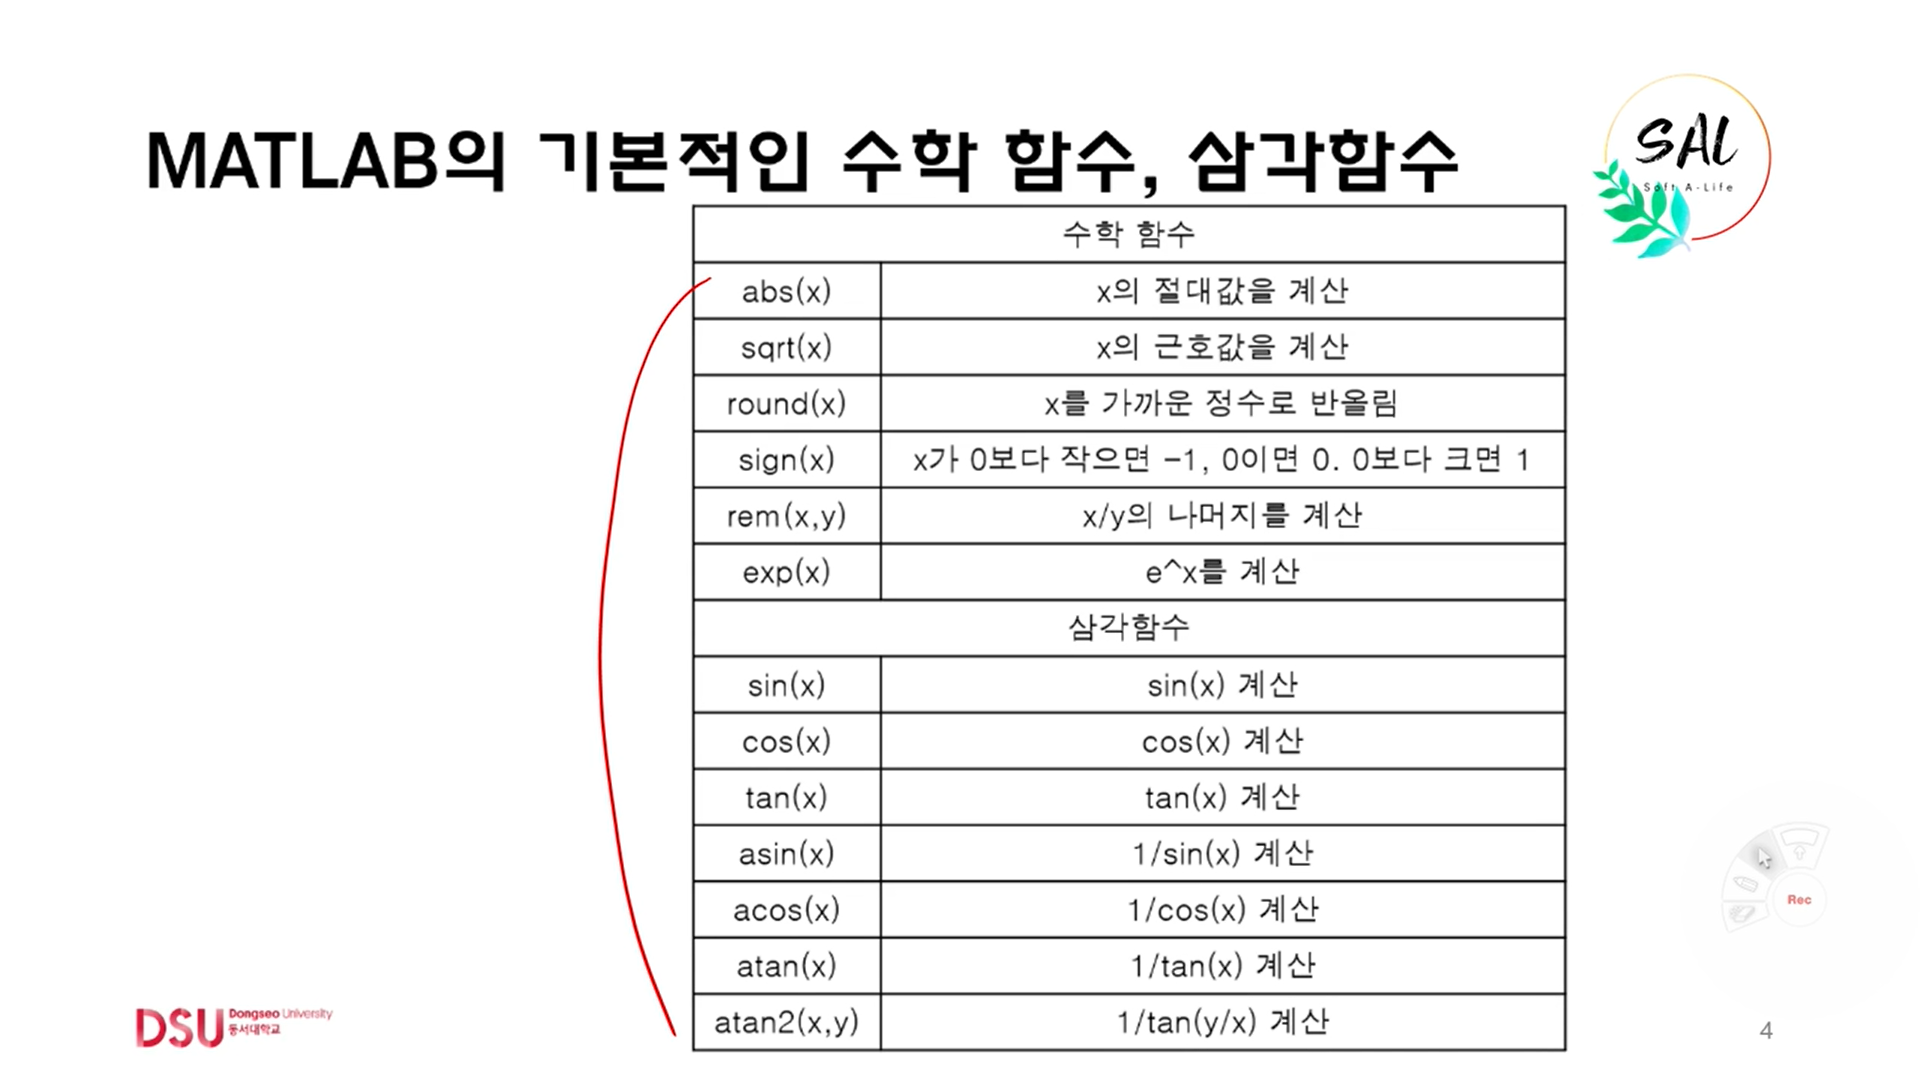 MATLAB의 기본적인 수학 함수, 삼각함수
SAL
Soft A-Life
수학 함수
abs(x) x의 절대값을 계산
sqrt(x) x의 근호값을 계산
round(x) x를 가까운 정수로 반올림
sign(x) x가 0보다 작으면 -1, 0이면 0. 0보다 크면 1
rem(x,y) x/y의 나머지를 계산
exp(x) e^x를 계산
삼각함수
sin(x) sin(x) 계산
cos(x) cos(x) 계산
tan(x) tan(x) 계산
asin(x) 1/sin(x) 계산
acos(x) 1/cos(x) 계산
atan(x) 1/tan(x) 계산
atan2(x,y) 1/tan(y/x) 계산
Rec
DSU Dongseo University
동서대학교
4